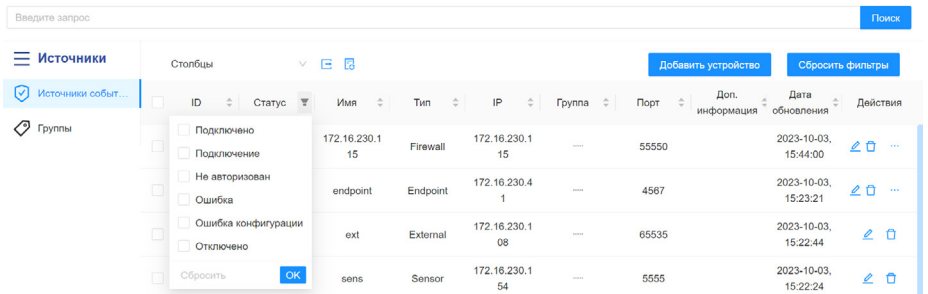 Введите запрос
Поиск
Источники
Источники событ...
Группы
Столбцы
Добавить устройство
Сбросить фильтры
ID Статус Имя Тип IP Группа Порт Доп. информация Дата обновления Действия
Подключено
Подключение
Не авторизован
Ошибка
Ошибка конфигурации
Отключено
Сбросить
OK
172.16.230.1
15
Firewall
172.16.230.1
15
----
55550
2023-10-03,
15:44:00
...
endpoint
Endpoint
172.16.230.4
1
----
4567
2023-10-03,
15:23:21
...
ext
External
172.16.230.1
08
----
65535
2023-10-03,
15:22:44
sens
Sensor
172.16.230.1
54
----
5555
2023-10-03,
15:22:24